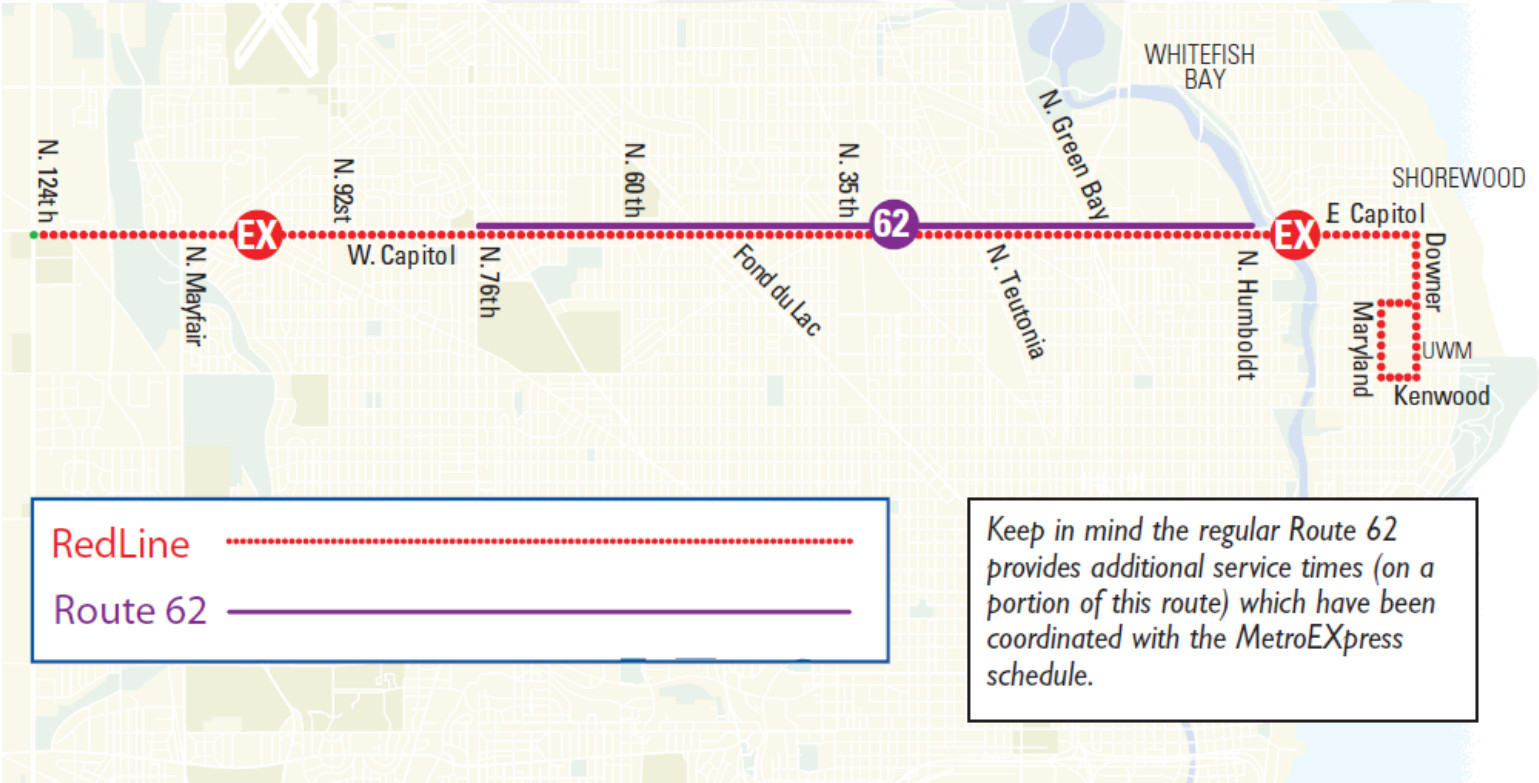 WHITEFISH
BAY
N. Green Bay
N. 124th
N. 92st
N. 60th
N. 35th
SHOREWOOD
62
E Capitol
EX
EX
W. Capitol
N. Mayfair
N. 76th
Fond du Lac
N. Teutonia
N. Humboldt
Downer
Maryland
UWM
Kenwood
RedLine
Route 62
Keep in mind the regular Route 62
provides additional service times (on a
portion of this route) which have been
coordinated with the MetroEXpress
schedule.